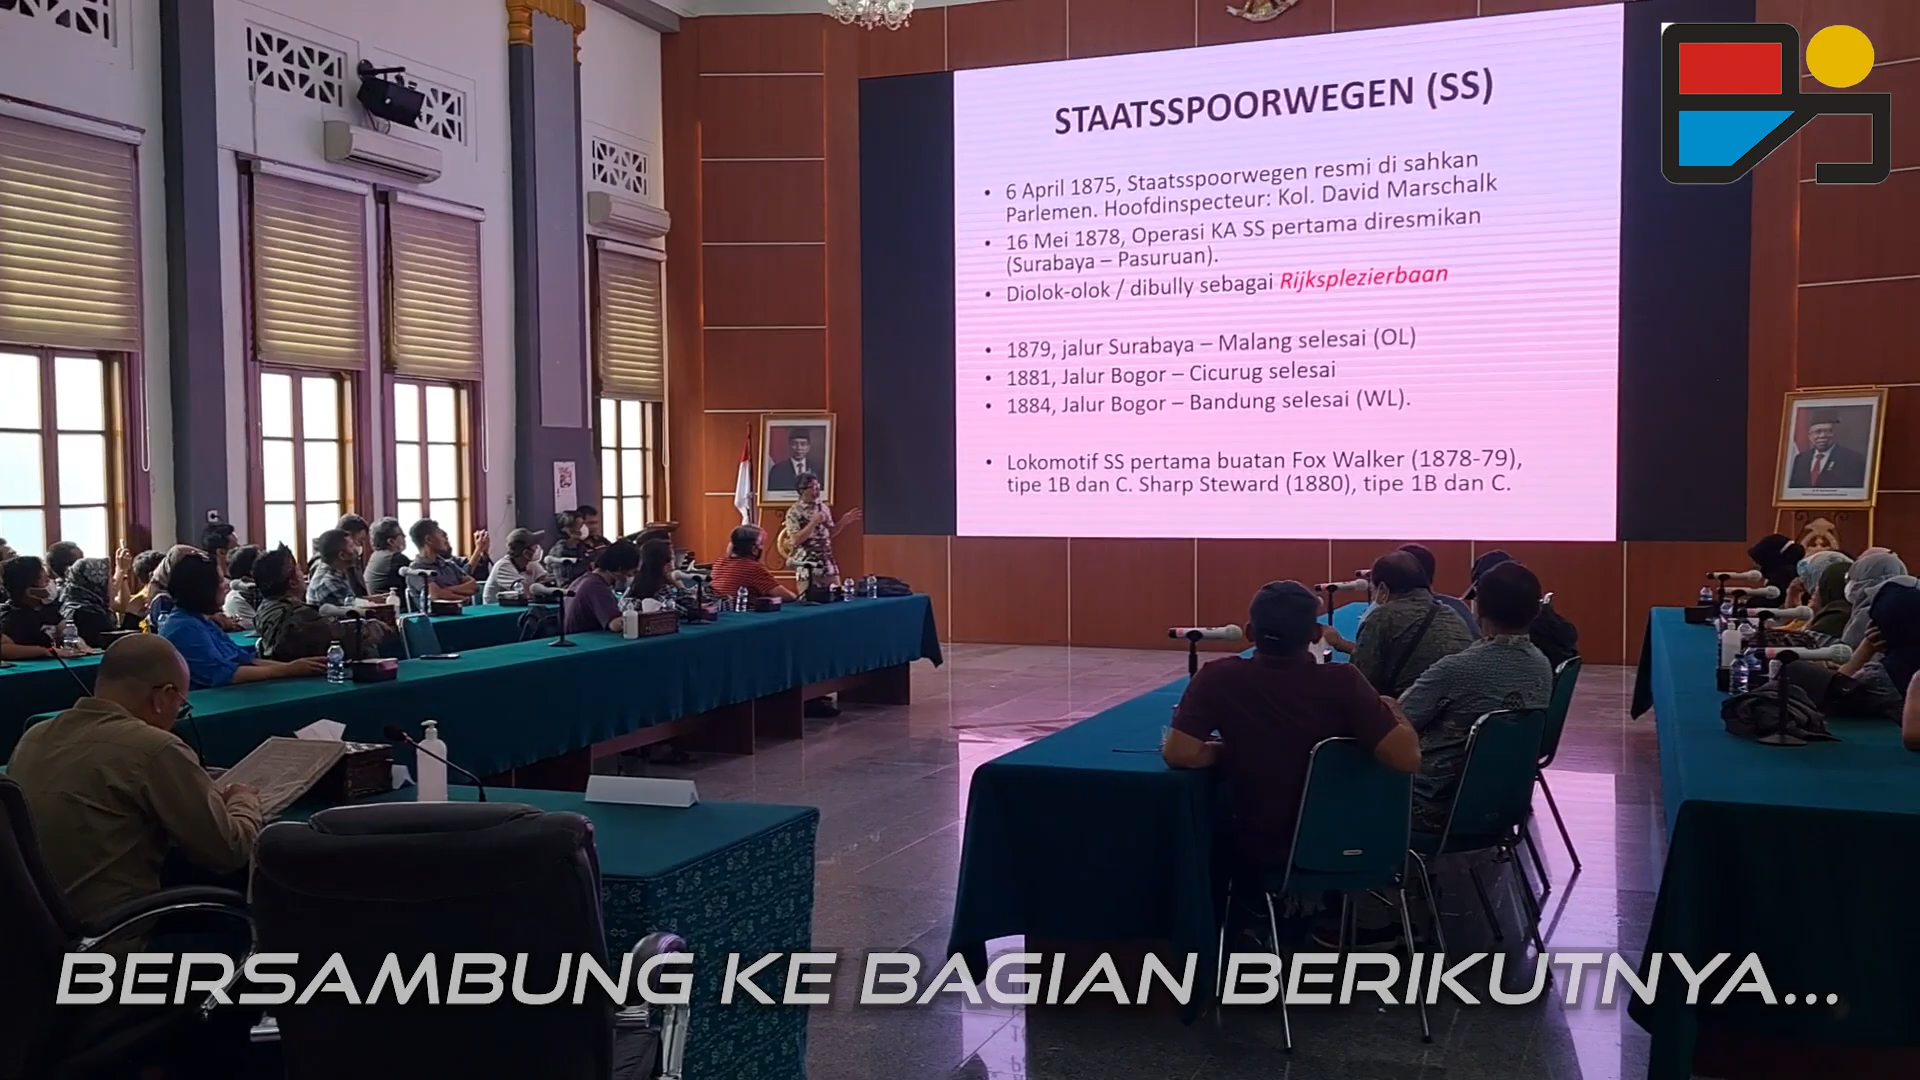 STAATSSPOORWEGEN (SS)
• 6 April 1875, Staatsspoorwegen resmi di sahkan
Parlemen. Hoofdinspecteur: Kol. David Marschalk
• 16 Mei 1878, Operasi KA SS pertama diresmikan
(Surabaya – Pasuruan).
• Diolok-olok / dibully sebagai Rijksplezierbaan
• 1879, jalur Surabaya – Malang selesai (OL)
• 1881, Jalur Bogor – Cicurug selesai
• 1884, Jalur Bogor – Bandung selesai (WL).
• Lokomotif SS pertama buatan Fox Walker (1878-79),
tipe 1B dan C. Sharp Steward (1880), tipe 1B dan C.
BERSAMBUNG KE BAGIAN BERIKUTNYA...